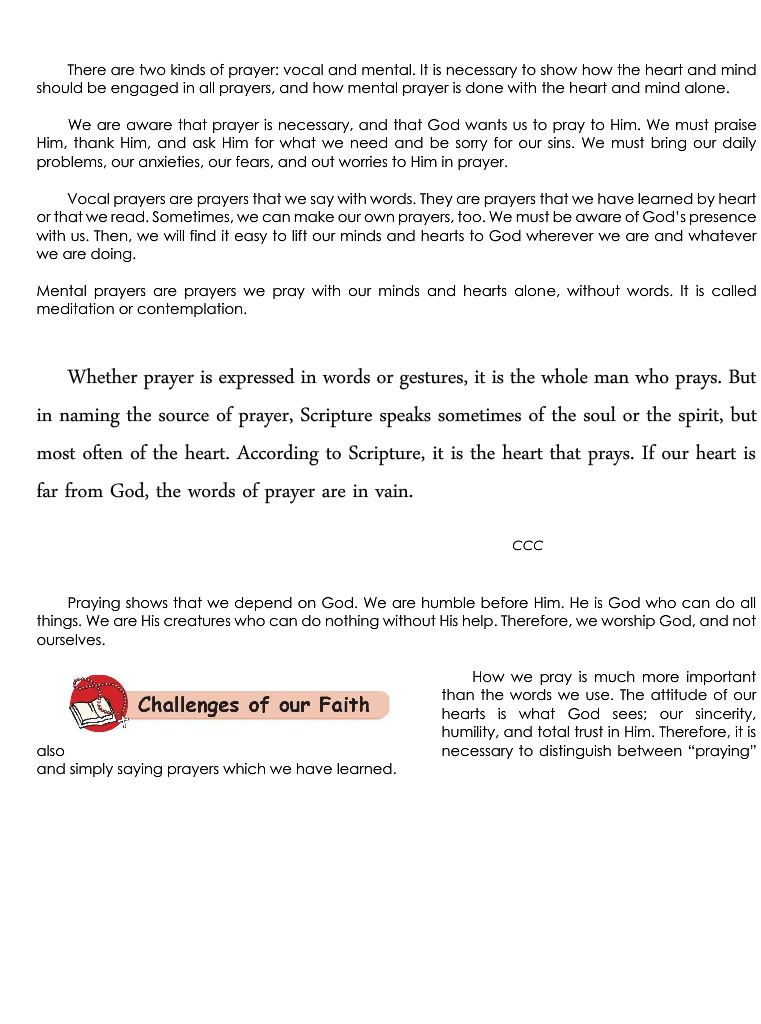 There are two kinds of prayer: vocal and mental. It is necessary to show how the heart and mind
should be engaged in all prayers, and how mental prayer is done with the heart and mind alone.
We are aware that prayer is necessary, and that God wants us to pray to Him. We must praise
Him, thank Him, and ask Him for what we need and be sorry for our sins. We must bring our daily
problems, our anxieties, our fears, and out worries to Him in prayer.
Vocal prayers are prayers that we say with words. They are prayers that we have learned by heart
or that we read. Sometimes, we can make our own prayers, too. We must be aware of God's presence
with us. Then, we will find it easy to lift our minds and hearts to God wherever we are and whatever
we are doing.
Mental prayers are prayers we pray with our minds and hearts alone, without words. It is called
meditation or contemplation.
Whether prayer is expressed in words or gestures, it is the whole man who prays. But
in naming the source of prayer, Scripture speaks sometimes of the soul or the spirit, but
most often of the heart. According to Scripture, it is the heart that prays. If our heart is
far from God, the words of prayer are in vain.
CCC
Praying shows that we depend on God. We are humble before Him. He is God who can do all
things. We are His creatures who can do nothing without His help. Therefore, we worship God, and not
ourselves.
Challenges of our Faith
How we pray is much more important
than the words we use. The attitude of our
hearts is what God sees; our sincerity,
humility, and total trust in Him. Therefore, it is
also necessary to distinguish between "praying"
and simply saying prayers which we have learned.